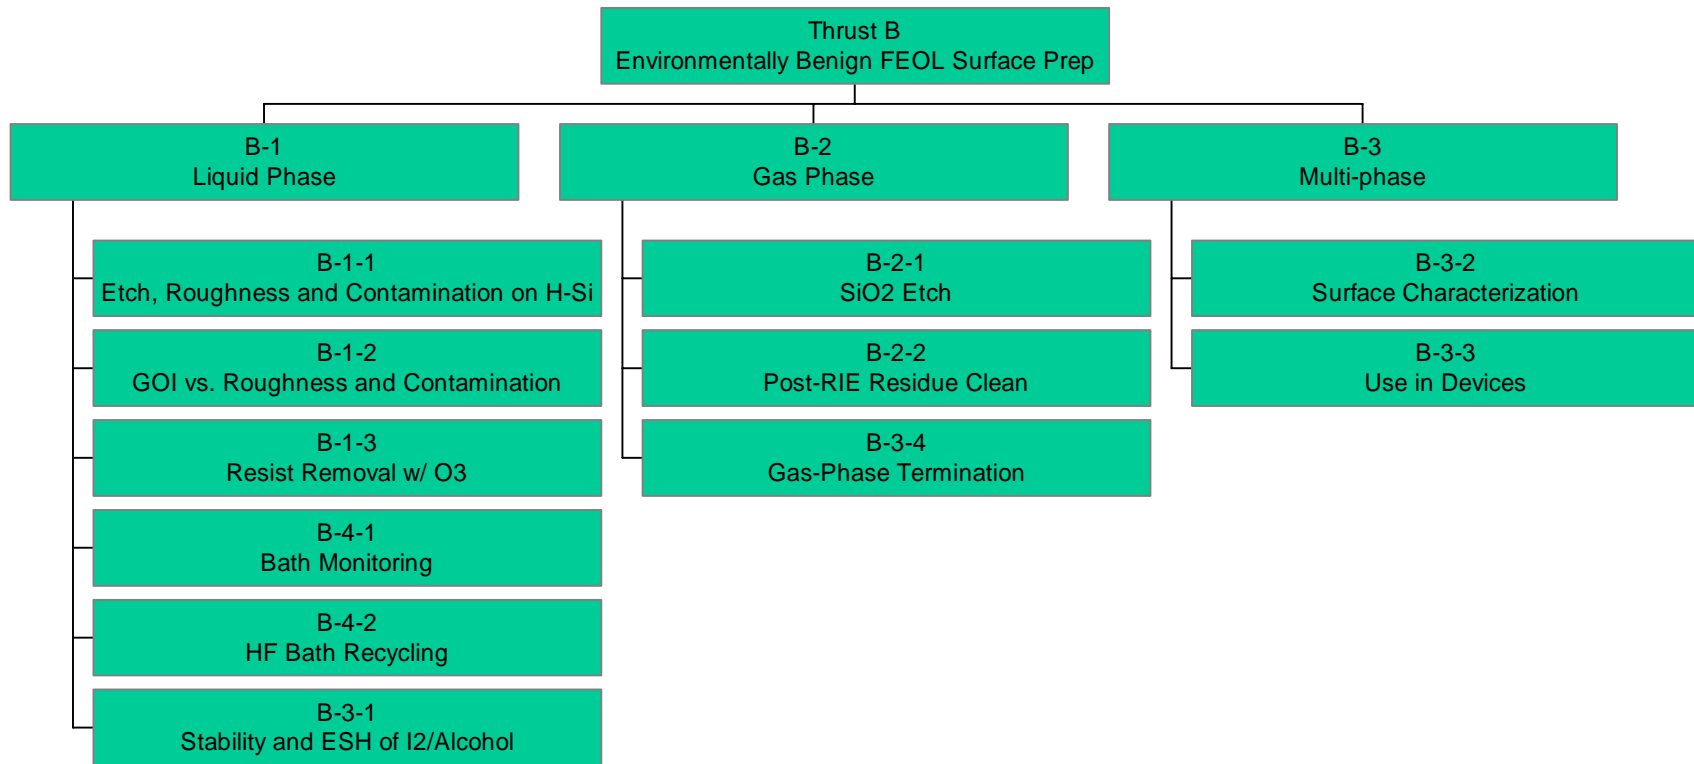 Thrust B
Environmentally Benign FEOL Surface Prep
B-1
Liquid Phase
B-1-1
Etch, Roughness and Contamination on H-Si
B-1-2
GOI vs. Roughness and Contamination
B-1-3
Resist Removal w/ O3
B-4-1
Bath Monitoring
B-4-2
HF Bath Recycling
B-3-1
Stability and ESH of I2/Alcohol
B-2
Gas Phase
B-2-1
SiO2 Etch
B-2-2
Post-RIE Residue Clean
B-3-4
Gas-Phase Termination
B-3
Multi-phase
B-3-2
Surface Characterization
B-3-3
Use in Devices